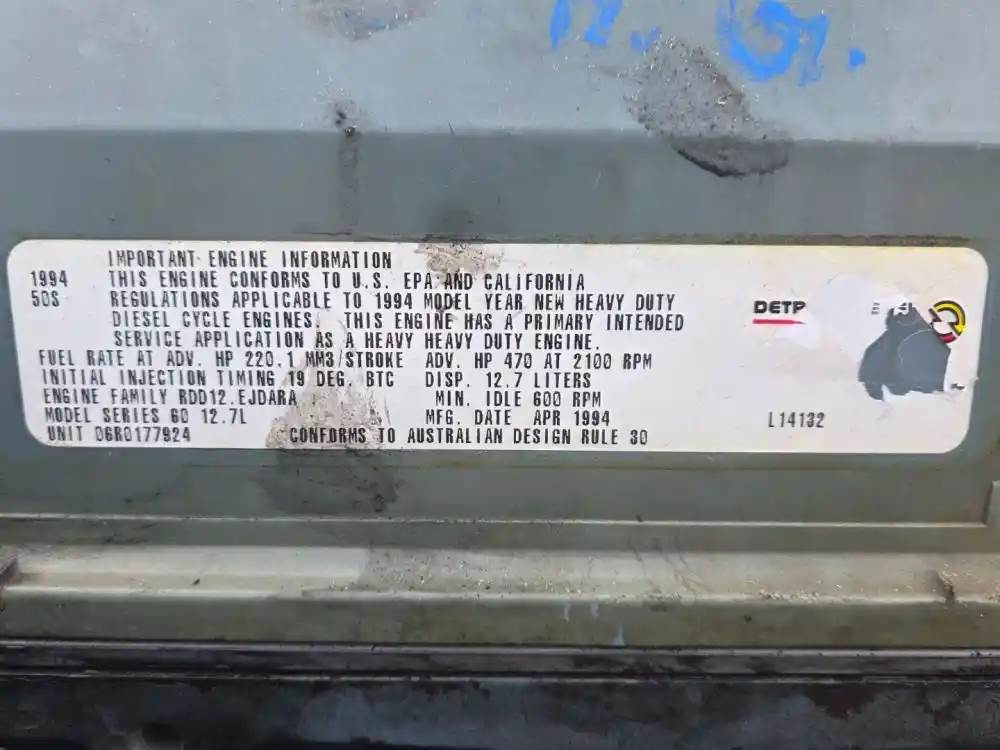 IMPORTANT ENGINE INFORMATION
1994 THIS ENGINE CONFORMS TO U.S. EPA AND CALIFORNIA
50S REGULATIONS APPLICABLE TO 1994 MODEL YEAR NEW HEAVY DUTY
DIESEL CYCLE ENGINES. THIS ENGINE HAS A PRIMARY INTENDED
SERVICE APPLICATION AS A HEAVY HEAVY DUTY ENGINE.
FUEL RATE AT ADV. HP 220.1 MM3/STROKE ADV. HP 470 AT 2100 RPM
INITIAL INJECTION TIMING 19 DEG. BTC DISP. 12.7 LITERS
ENGINE FAMILY RDD12.EJDARA MIN. IDLE 600 RPM
MODEL SERIES 60 12.7L MFG. DATE APR 1994
UNIT 06R0177924 CONFORMS TO AUSTRALIAN DESIGN RULE 30
DETR
L14132